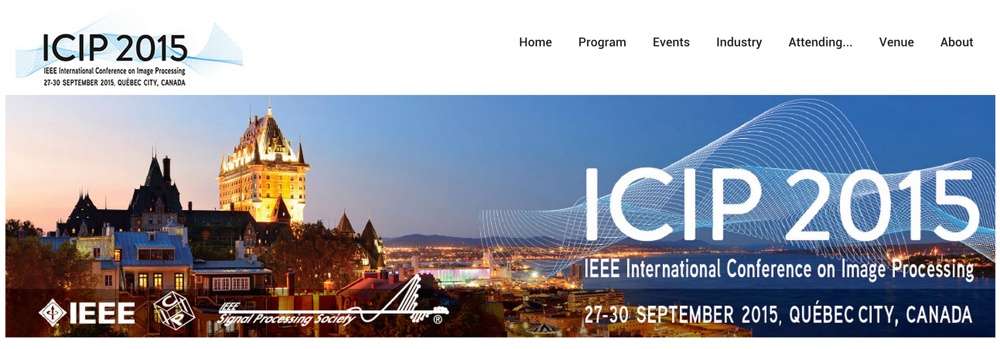 ICIP 2015
IEEE International Conference on Image Processing
27-30 SEPTEMBER 2015, QUÉBEC CITY, CANADA
Home Program Events Industry Attending... Venue About
ICIP 2015
IEEE International Conference on Image Processing
27-30 SEPTEMBER 2015, QUÉBEC CITY, CANADA
IEEE
IEEE
Signal Processing Society ®